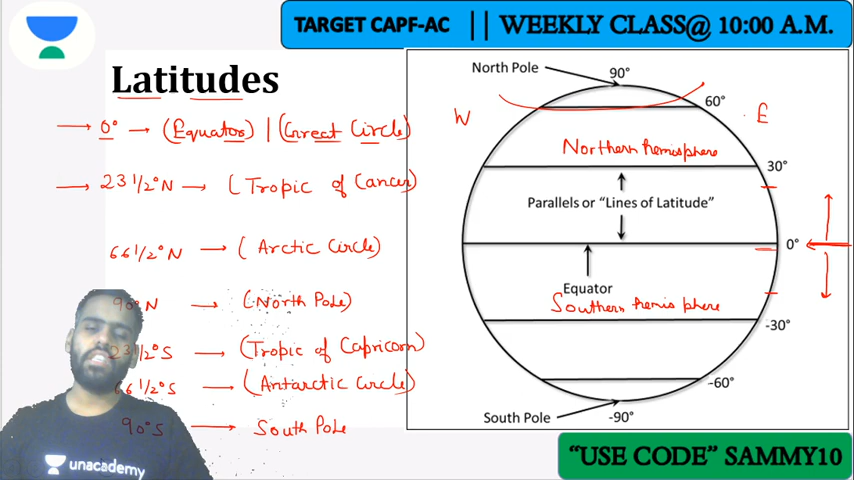 TARGET CAPF-AC || WEEKLY CLASS@ 10:00 A.M.
Latitudes
0° → (Equator) | (Great Circle)
23 1/2° N → (Tropic of Cancer)
66 1/2° N → (Arctic Circle)
90° N → (North Pole)
23 1/2° S → (Tropic of Capricorn)
66 1/2° S → (Antarctic Circle)
90° S → South Pole
unacademy
North Pole
90°
60°
W
E
Northern hemisphere
30°
Parallels or “Lines of Latitude”
0°
Equator
Southern hemisphere
-30°
-60°
South Pole
-90°
“USE CODE” SAMMY10